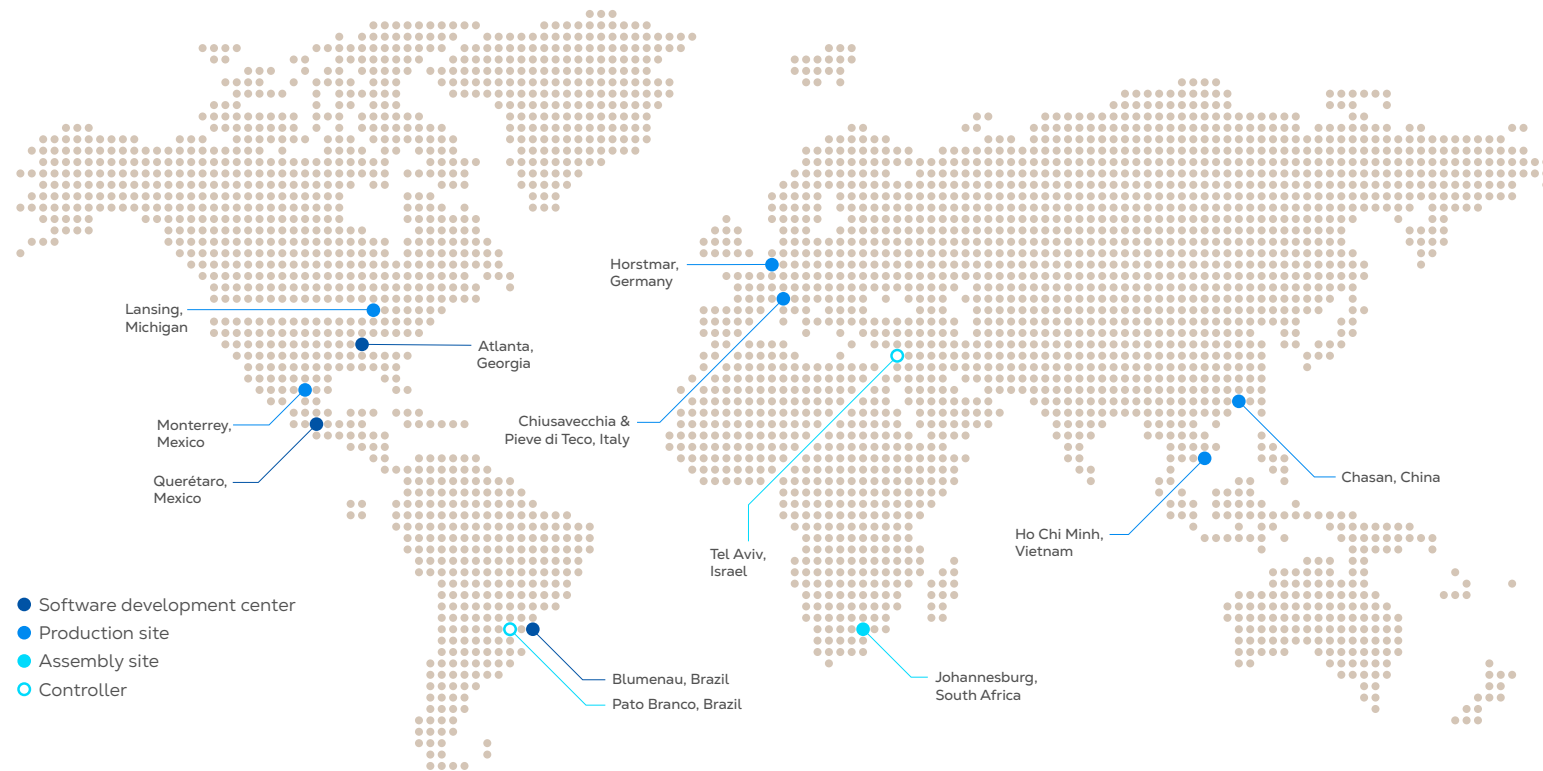 Horstmar,
Germany
Lansing,
Michigan
Atlanta,
Georgia
Monterrey,
Mexico
Chiusavecchia &
Pieve di Teco, Italy
Querétaro,
Mexico
Chasan, China
Ho Chi Minh,
Vietnam
Tel Aviv,
Israel
Software development center
Production site
Assembly site
Controller
Blumenau, Brazil
Pato Branco, Brazil
Johannesburg,
South Africa